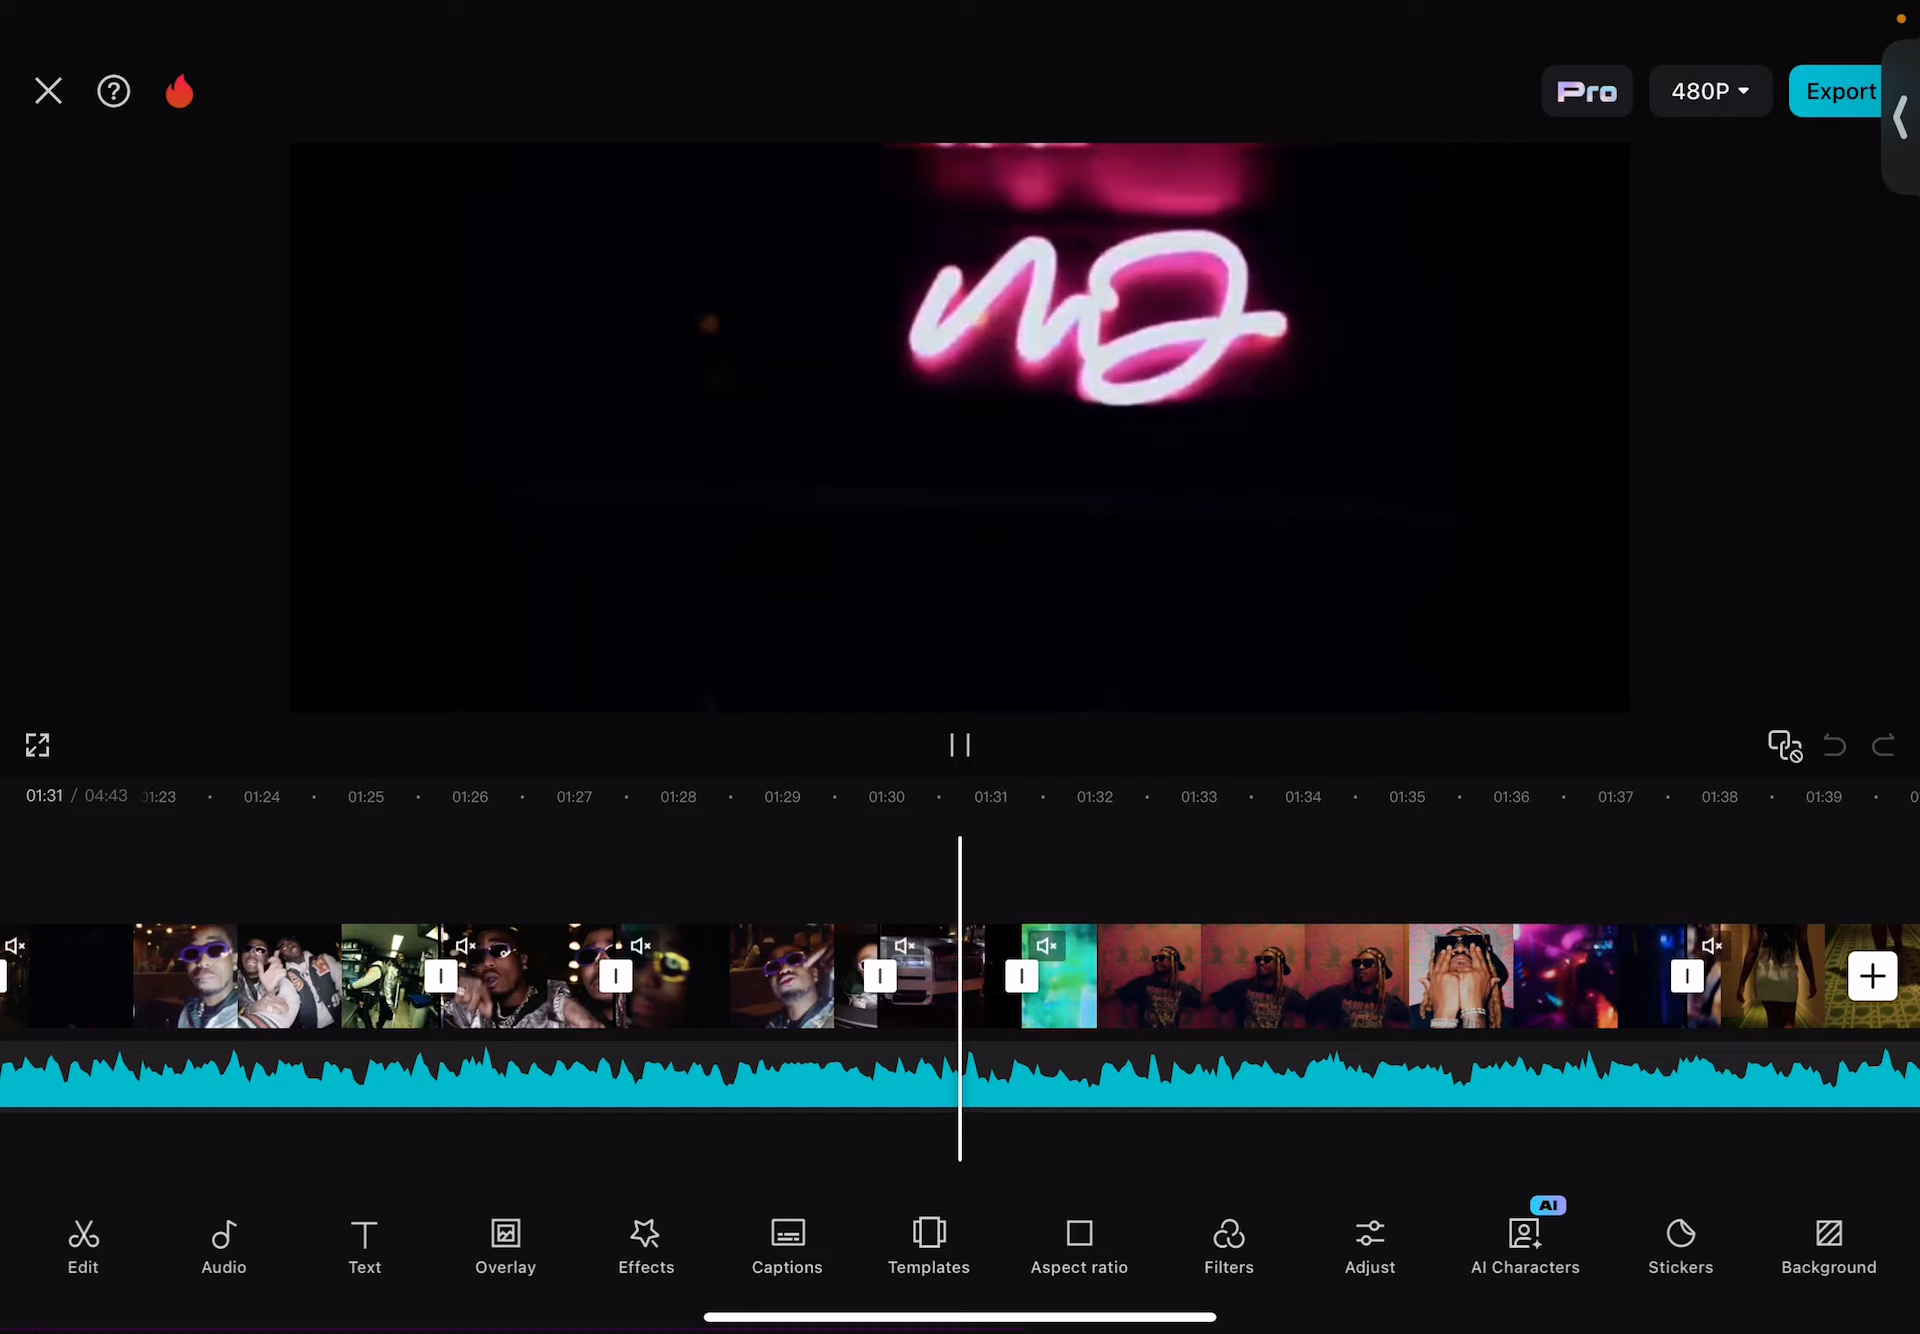 Pro 480P Export
01:31 / 04:43 01:23 01:24 01:25 01:26 01:27 01:28 01:29 01:30 01:31 01:32 01:33 01:34 01:35 01:36 01:37 01:38 01:39
AI
Edit Audio Text Overlay Effects Captions Templates Aspect ratio Filters Adjust AI Characters Stickers Background